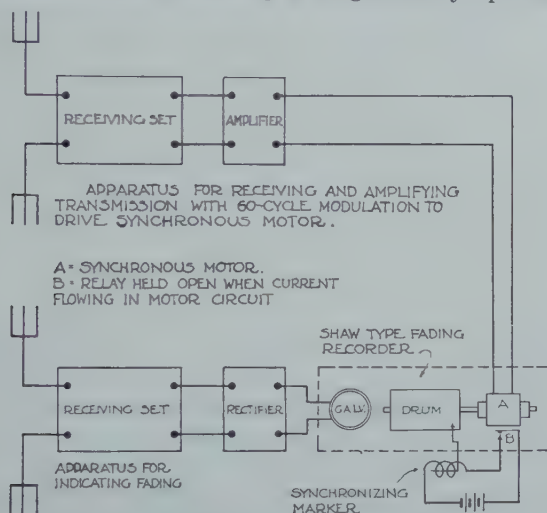 RECEIVING SET
AMPLIFIER
APPARATUS FOR RECEIVING AND AMPLIFYING
TRANSMISSION WITH 60-CYCLE MODULATION TO
DRIVE SYNCHRONOUS MOTOR.
A = SYNCHRONOUS MOTOR.
B = RELAY HELD OPEN WHEN CURRENT
FLOWING IN MOTOR CIRCUIT
SHAW TYPE FADING
RECORDER
RECEIVING SET
RECTIFIER
GALV.
DRUM
A
B
APPARATUS FOR
INDICATING FADING
SYNCHRONIZING
MARKER